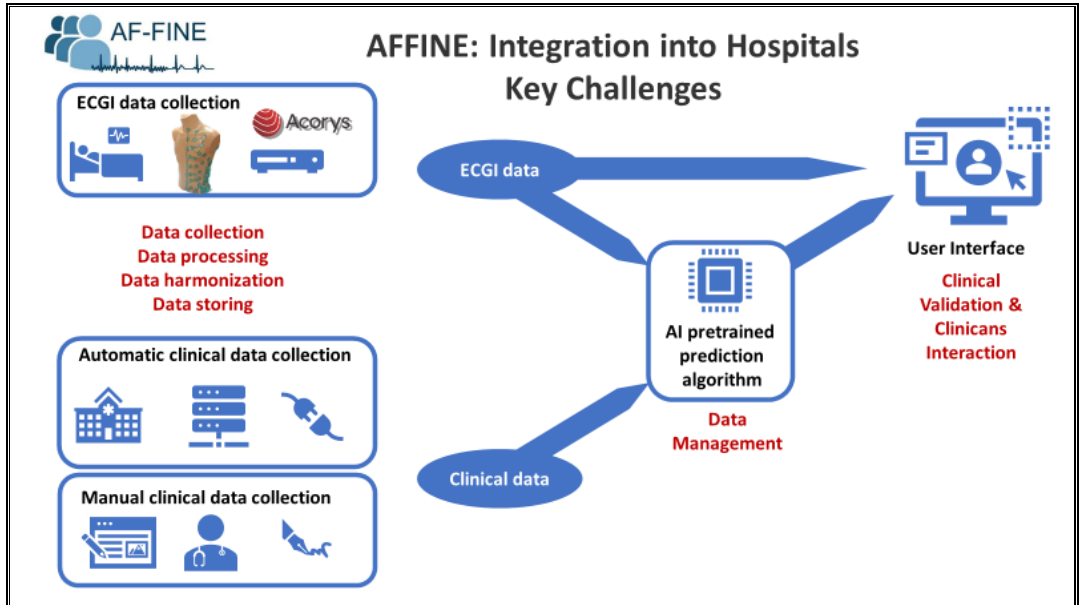 AF-FINE
AFFINE: Integration into Hospitals
Key Challenges
ECGI data collection
Acorys
Data collection
Data processing
Data harmonization
Data storing
Automatic clinical data collection
Manual clinical data collection
ECGI data
Clinical data
AI pretrained
prediction
algorithm
Data
Management
User Interface
Clinical
Validation &
Clinicans
Interaction